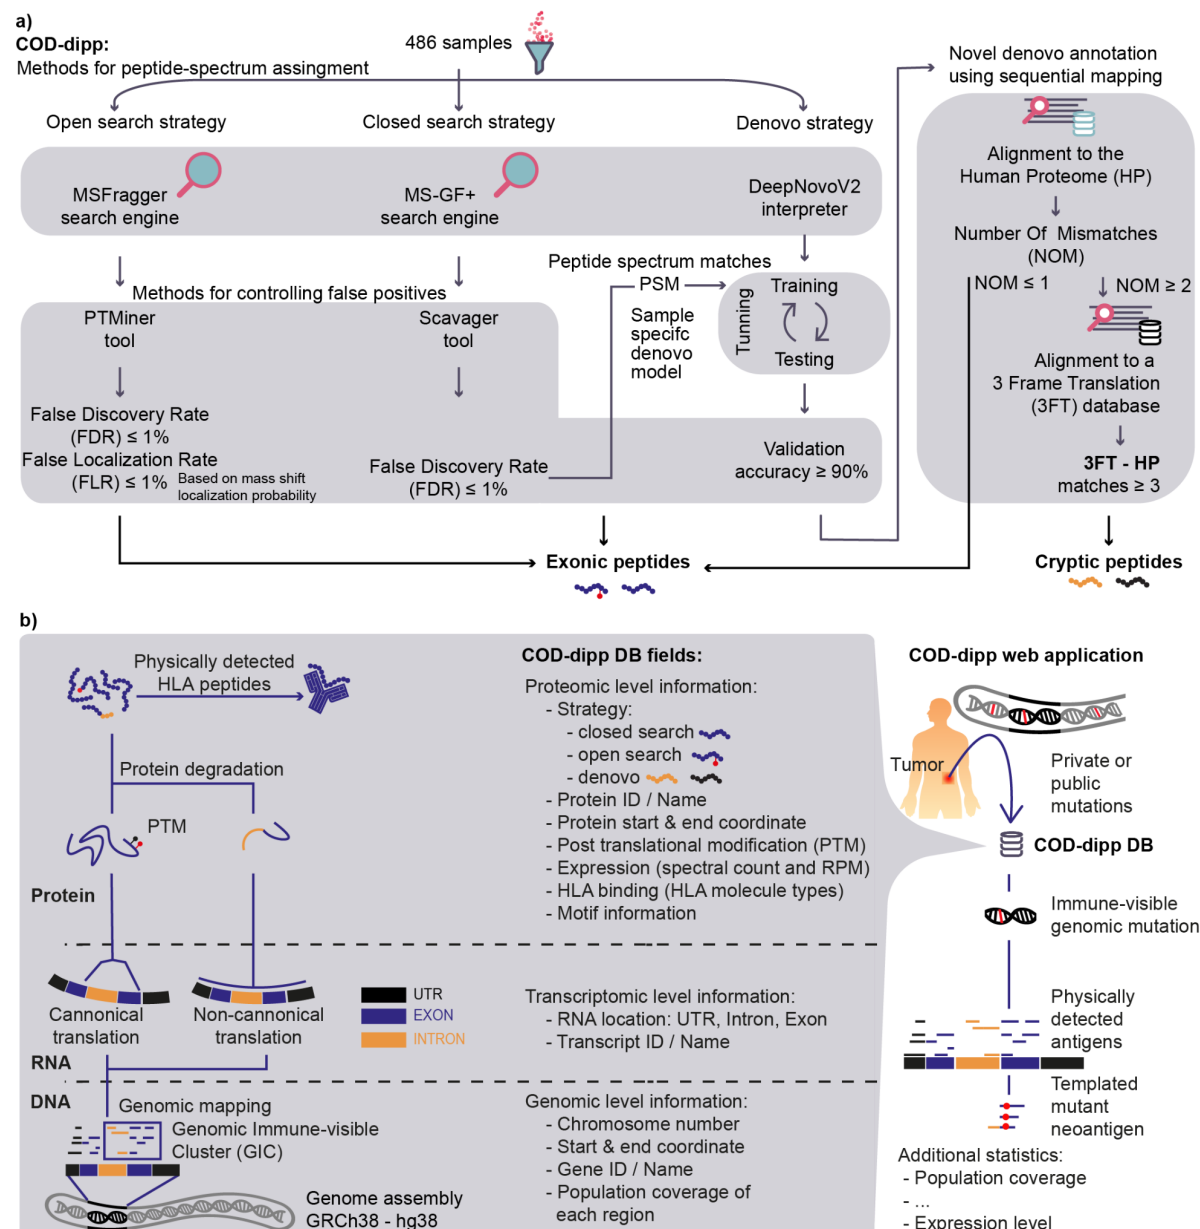 a)
COD-dipp:
Methods for peptide-spectrum assingment
486 samples
Open search strategy
Closed search strategy
Denovo strategy
MSFragger
search engine
MS-GF+
search engine
DeepNovoV2
interpreter
Methods for controlling false positives
PTMiner
tool
Scavager
tool
Peptide spectrum matches
PSM
Sample
specifc
denovo
model
Tunning
Training
Testing
False Discovery Rate
(FDR) ≤ 1%
False Localization Rate
(FLR) ≤ 1%
Based on mass shift
localization probability
False Discovery Rate
(FDR) ≤ 1%
Validation
accuracy ≥ 90%
Exonic peptides
Novel denovo annotation
using sequential mapping
Alignment to the
Human Proteome (HP)
Number Of Mismatches
(NOM)
NOM ≤ 1
NOM ≥ 2
Alignment to a
3 Frame Translation
(3FT) database
3FT - HP
matches ≥ 3
Cryptic peptides
b)
Physically detected
HLA peptides
Protein degradation
PTM
Protein
Cannonical
translation
Non-cannonical
translation
UTR
EXON
INTRON
RNA
DNA
Genomic mapping
Genomic Immune-visible
Cluster (GIC)
Genome assembly
GRCh38 - hg38
COD-dipp DB fields:
Proteomic level information:
- Strategy:
- closed search
- open search
- denovo
- Protein ID / Name
- Protein start & end coordinate
- Post translational modification (PTM)
- Expression (spectral count and RPM)
- HLA binding (HLA molecule types)
- Motif information
Transcriptomic level information:
- RNA location: UTR, Intron, Exon
- Transcript ID / Name
Genomic level information:
- Chromosome number
- Start & end coordinate
- Gene ID / Name
- Population coverage of
each region
COD-dipp web application
Tumor
Private or
public
mutations
COD-dipp DB
Immune-visible
genomic mutation
Physically
detected
antigens
Templated
mutant
neoantigen
Additional statistics:
- Population coverage
- ...
- Expression level